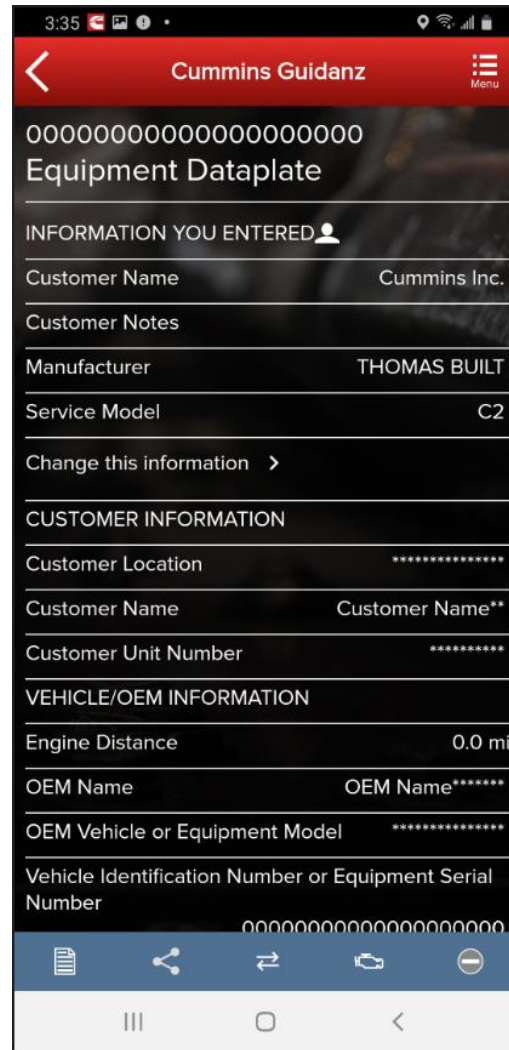 3:35
Cummins Guidanz
Menu
00000000000000000000
Equipment Dataplate
INFORMATION YOU ENTERED
Customer Name Cummins Inc.
Customer Notes
Manufacturer THOMAS BUILT
Service Model C2
Change this information >
CUSTOMER INFORMATION
Customer Location ***************
Customer Name Customer Name**
Customer Unit Number **********
VEHICLE/OEM INFORMATION
Engine Distance 0.0 mi
OEM Name OEM Name*******
OEM Vehicle or Equipment Model ***************
Vehicle Identification Number or Equipment Serial
Number
00000000000000000000